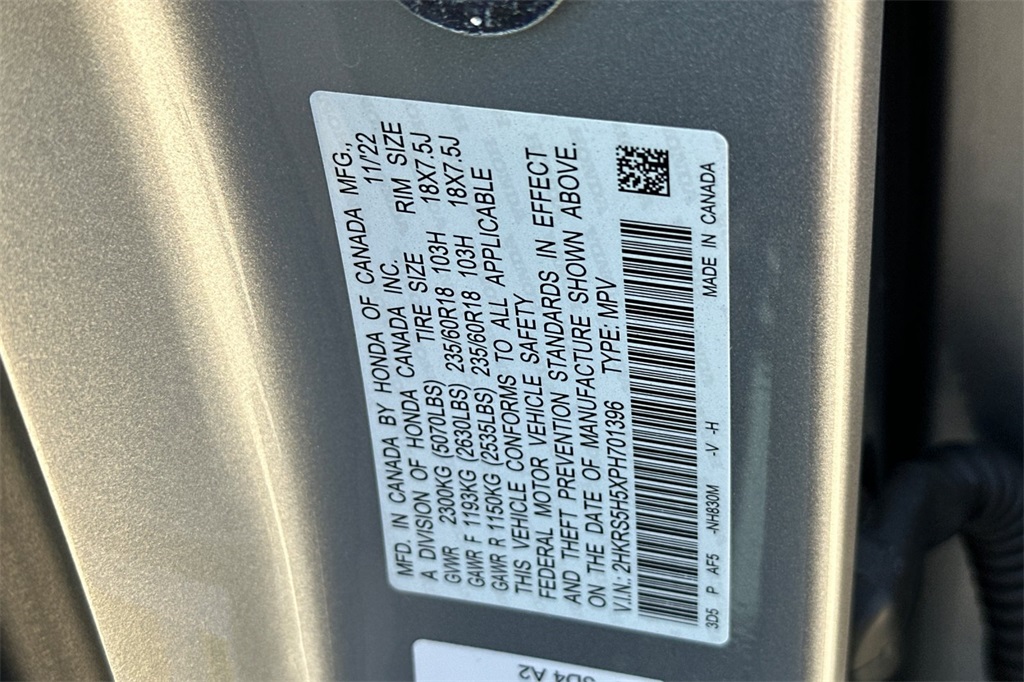 MFD. IN CANADA BY HONDA OF CANADA MFG.,
A DIVISION OF HONDA CANADA INC. 11/22
GVWR 2300KG (5070LBS) TIRE SIZE RIM SIZE
GAWR F 1193KG (2630LBS) 235/60R18 103H 18X7.5J
GAWR R 1150KG (2535LBS) 235/60R18 103H 18X7.5J
THIS VEHICLE CONFORMS TO ALL APPLICABLE
FEDERAL MOTOR VEHICLE SAFETY
AND THEFT PREVENTION STANDARDS IN EFFECT
ON THE DATE OF MANUFACTURE SHOWN ABOVE.
V.I.N.: 2HKRS5H5XPH701396 TYPE: MPV
3D5 P AF5 -NH830M -V -H MADE IN CANADA
A2